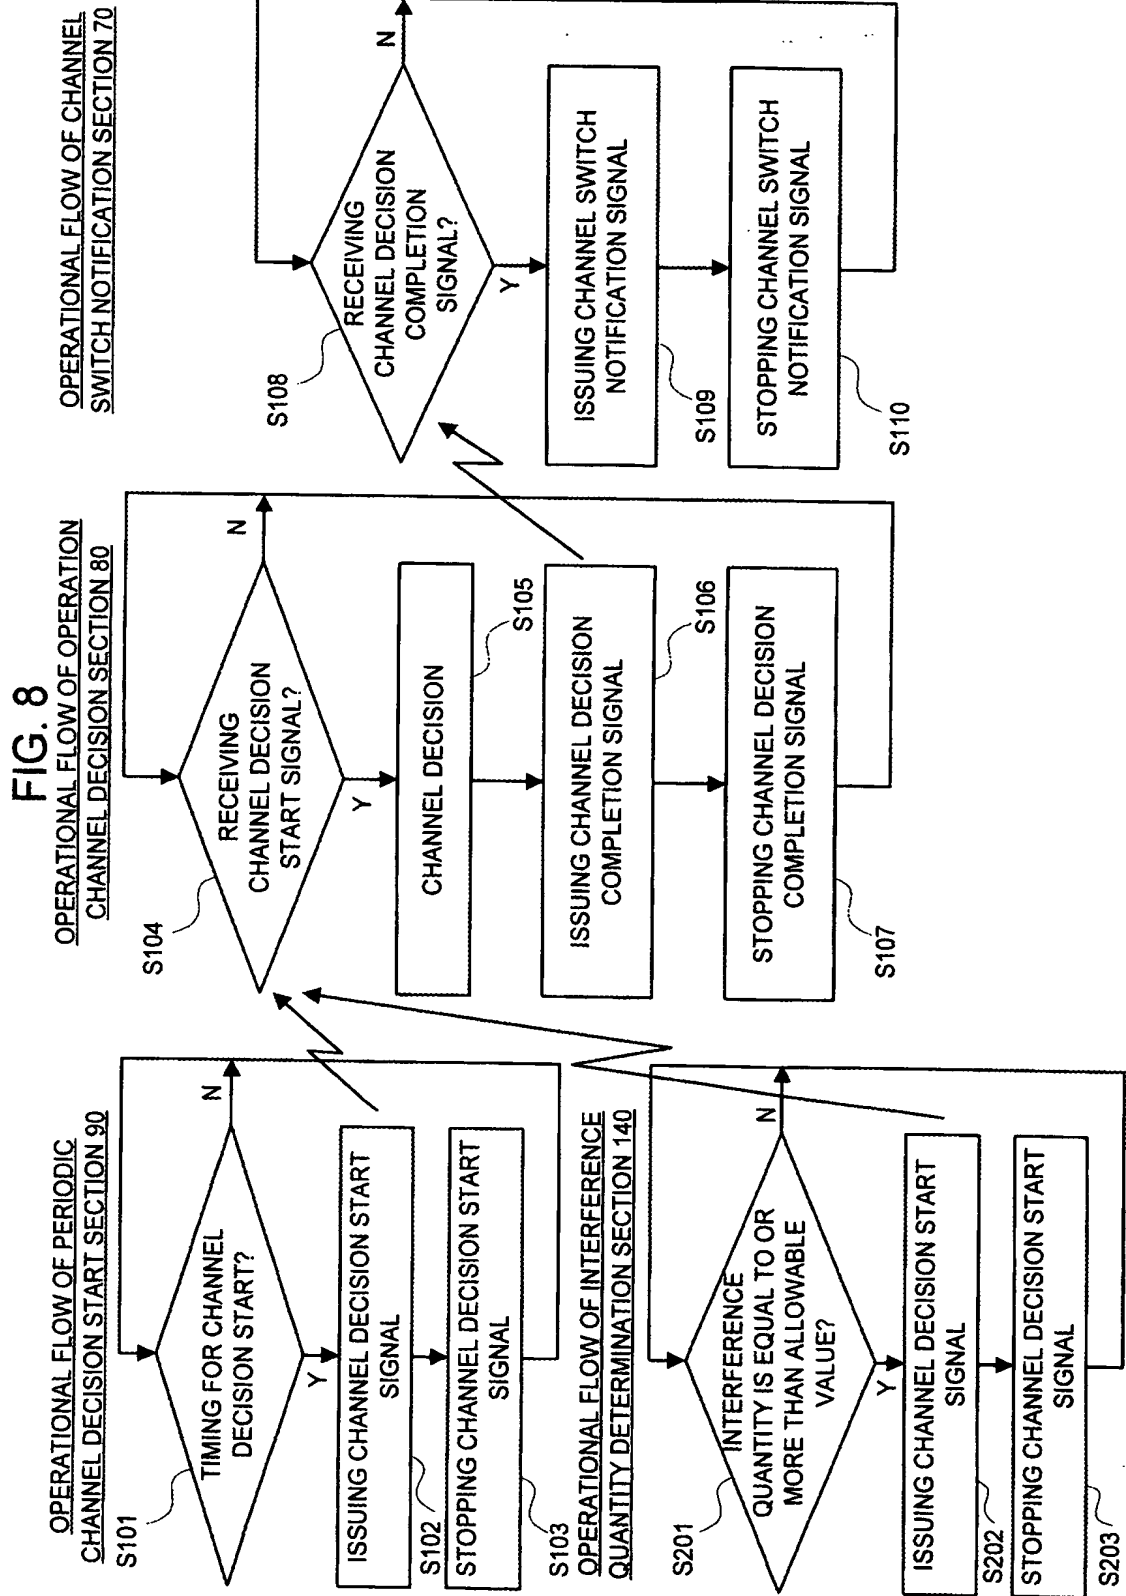 FIG. 8
OPERATIONAL FLOW OF PERIODIC
CHANNEL DECISION START SECTION 90
S101
TIMING FOR CHANNEL
DECISION START?
N
Y
ISSUING CHANNEL DECISION START
SIGNAL
S102
STOPPING CHANNEL DECISION START
SIGNAL
S103
OPERATIONAL FLOW OF INTERFERENCE
QUANTITY DETERMINATION SECTION 140
S201
INTERFERENCE
QUANTITY IS EQUAL TO OR
MORE THAN ALLOWABLE
VALUE?
N
Y
ISSUING CHANNEL DECISION START
SIGNAL
S202
STOPPING CHANNEL DECISION START
SIGNAL
S203
OPERATIONAL FLOW OF OPERATION
CHANNEL DECISION SECTION 80
S104
RECEIVING
CHANNEL DECISION
START SIGNAL?
N
Y
CHANNEL DECISION
S105
ISSUING CHANNEL DECISION
COMPLETION SIGNAL
S106
STOPPING CHANNEL DECISION
COMPLETION SIGNAL
S107
OPERATIONAL FLOW OF CHANNEL
SWITCH NOTIFICATION SECTION 70
S108
RECEIVING
CHANNEL DECISION
COMPLETION
SIGNAL?
N
Y
ISSUING CHANNEL SWITCH
NOTIFICATION SIGNAL
S109
STOPPING CHANNEL SWITCH
NOTIFICATION SIGNAL
S110